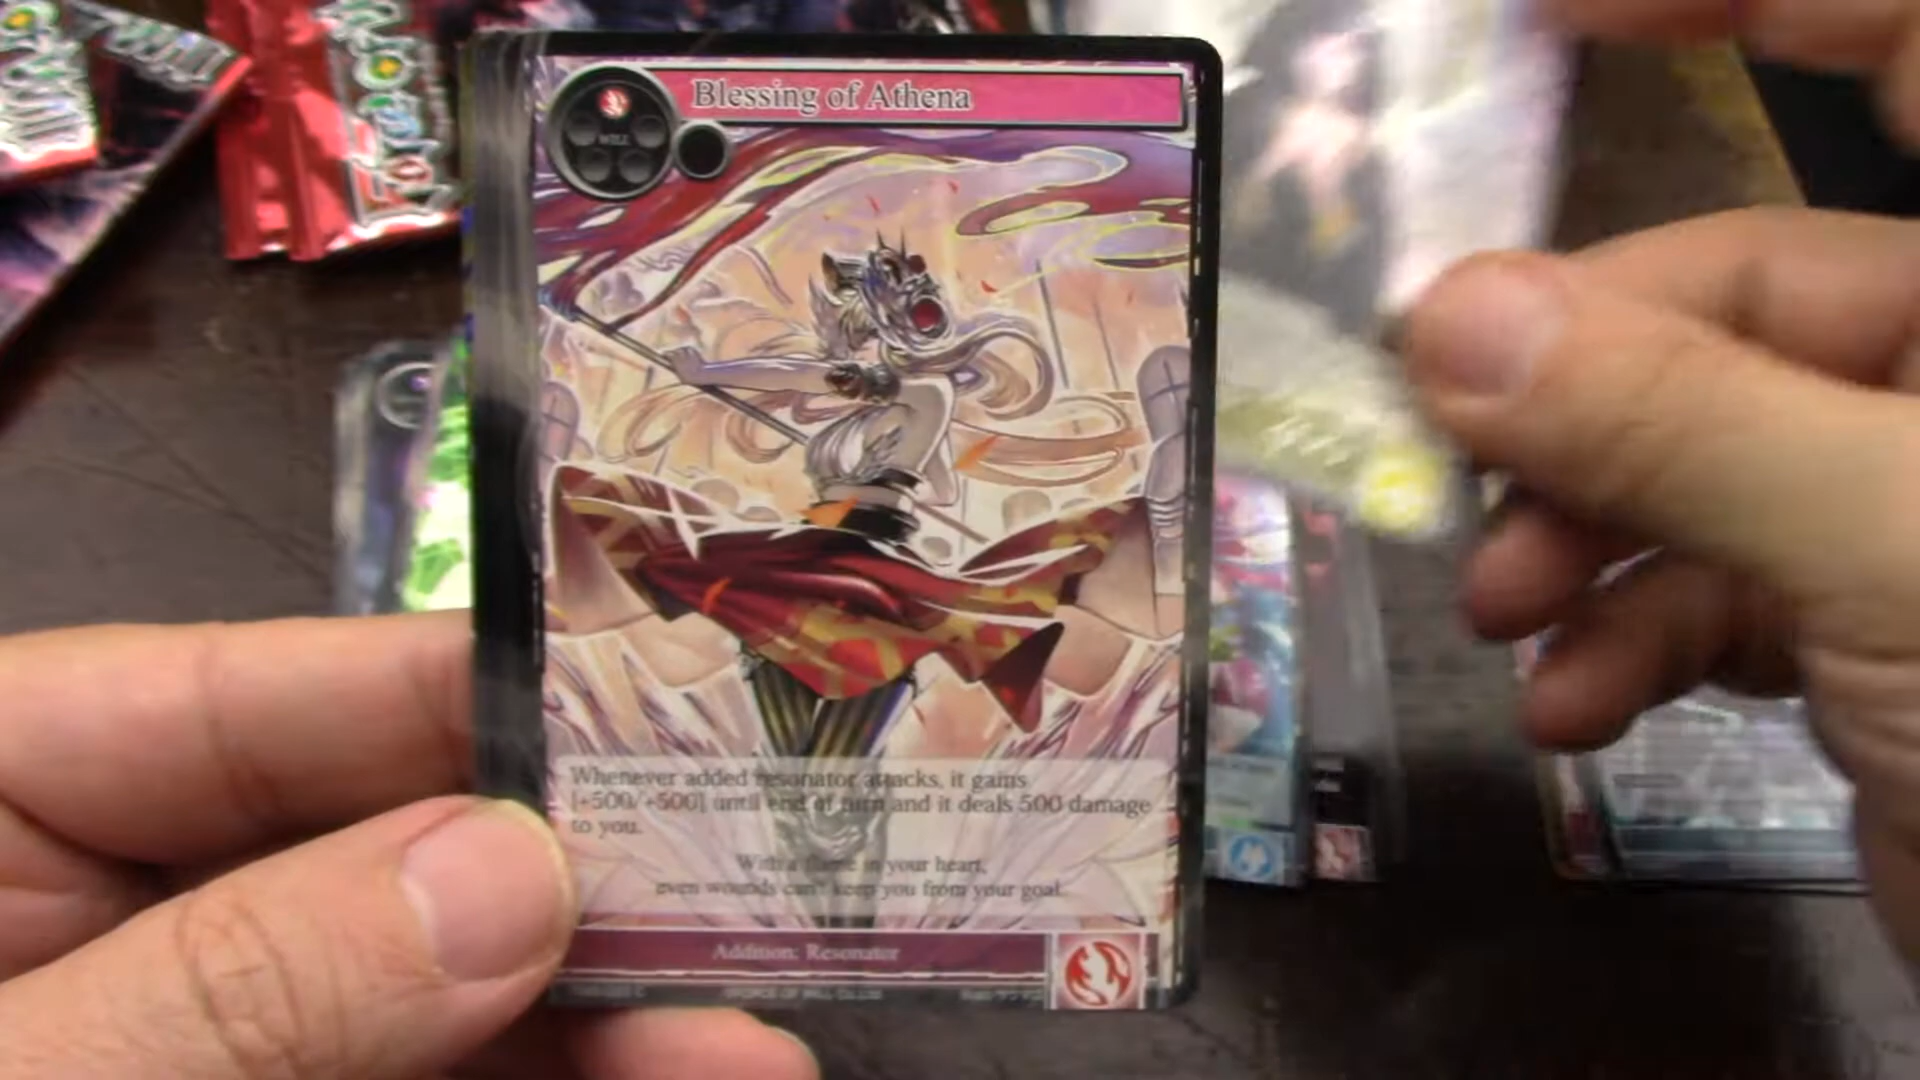 Blessing of Athena
WILL
Whenever added resonator attacks, it gains
[+500/+500] until end of turn and it deals 500 damage
to you.
With a flame in your heart,
even wounds can't keep you from your goal.
Addition: Resonator